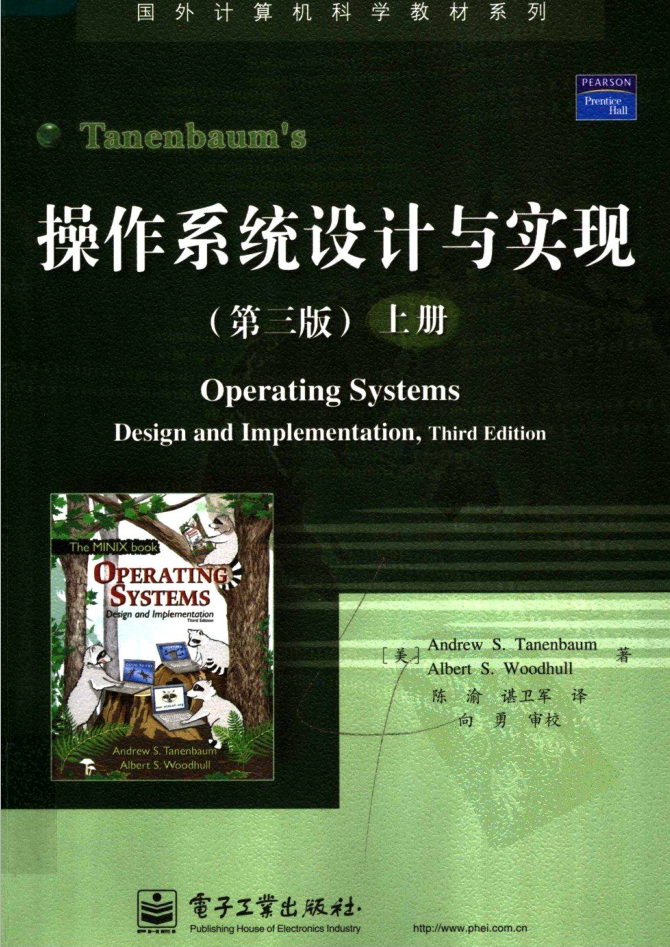 国外计算机科学教材系列
PEARSON
Prentice
Hall
Tanenbaum's
操作系统设计与实现
（第三版）上册
Operating Systems
Design and Implementation, Third Edition
The MINIX book
OPERATING
SYSTEMS
Design and Implementation
Third Edition
Andrew S. Tanenbaum
Albert S. Woodhull
[美] Andrew S. Tanenbaum 著
Albert S. Woodhull
陈 渝 谌卫军 译
向 勇 审校
PHEI
電子工業出版社.
Publishing House of Electronics Industry
http://www.phei.com.cn